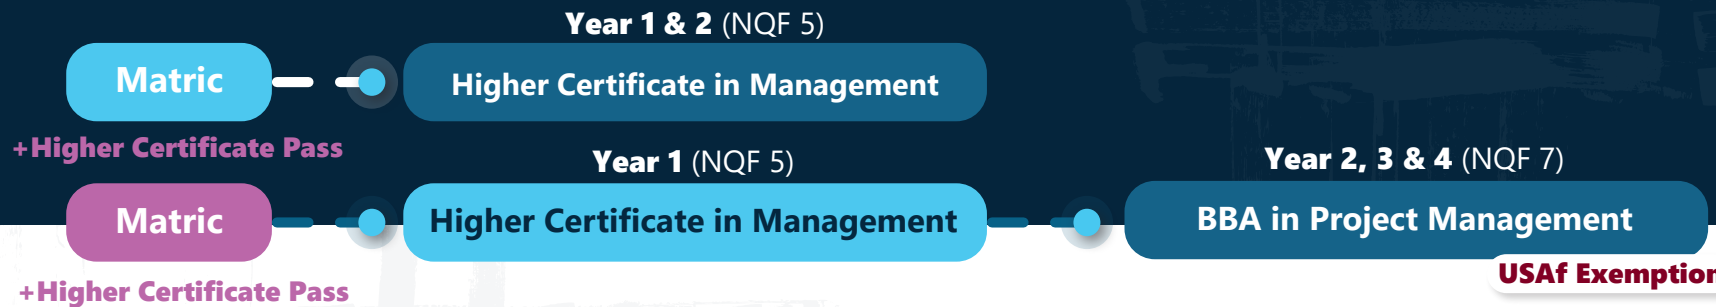 Year 1 & 2 (NQF 5)
Matric
Higher Certificate in Management
+Higher Certificate Pass
Year 1 (NQF 5)
Year 2, 3 & 4 (NQF 7)
Matric
Higher Certificate in Management
BBA in Project Management
+Higher Certificate Pass
USAf Exemption